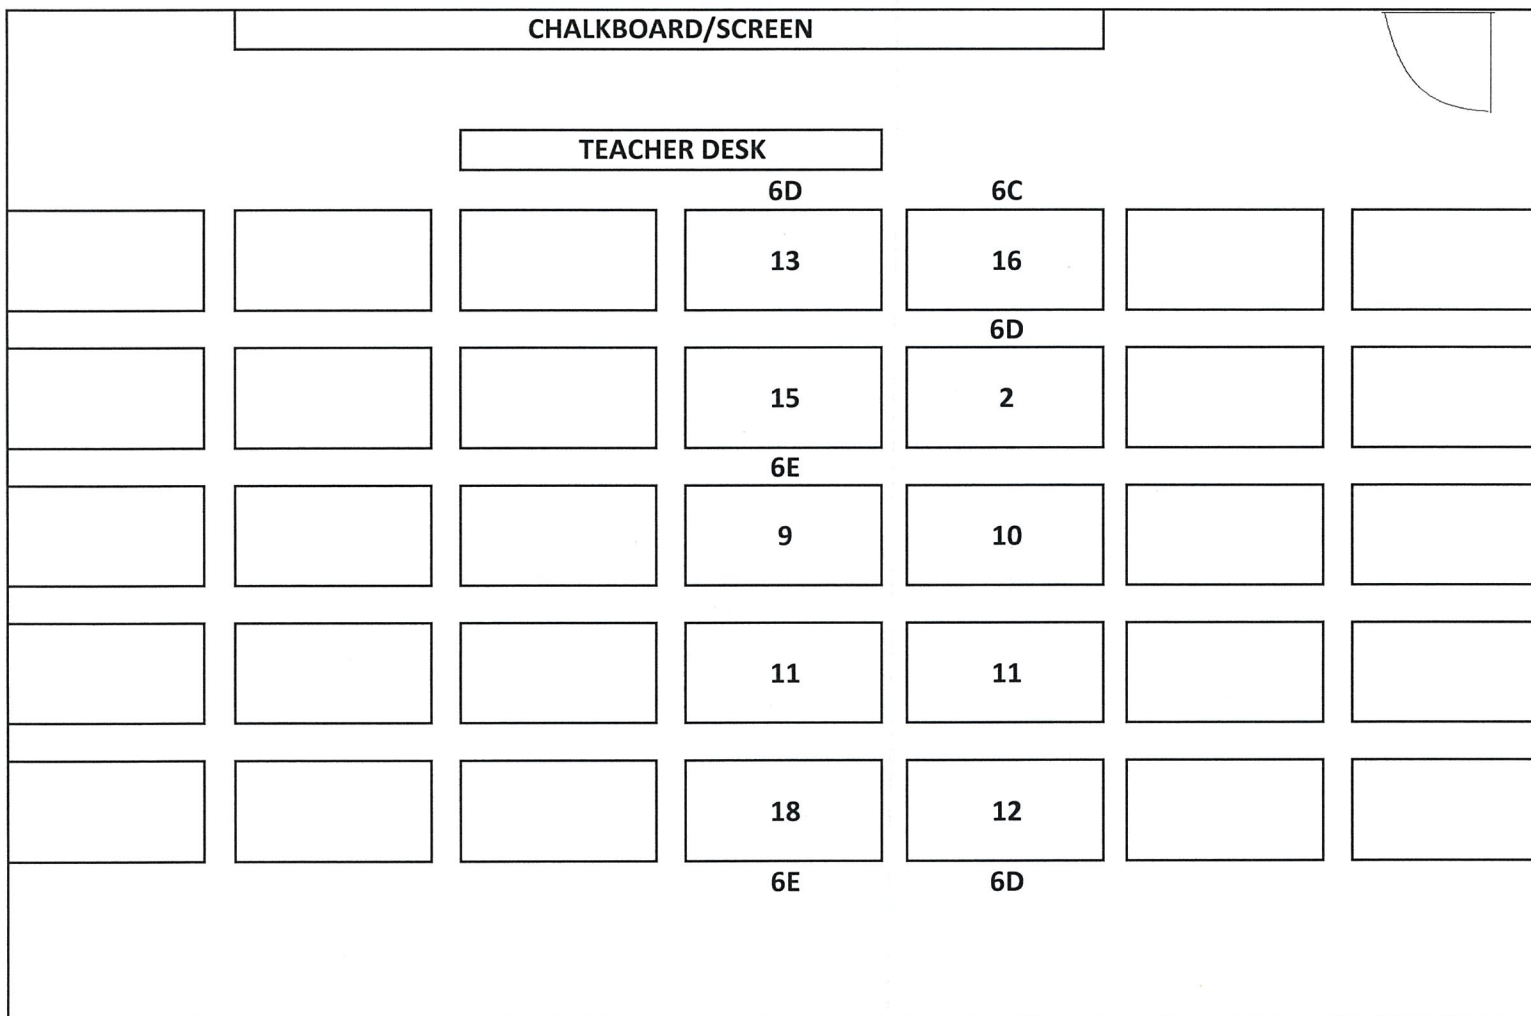 CHALKBOARD/SCREEN
TEACHER DESK
6D 6C
13 16
6D
15 2
6E
9 10
11 11
18 12
6E 6D